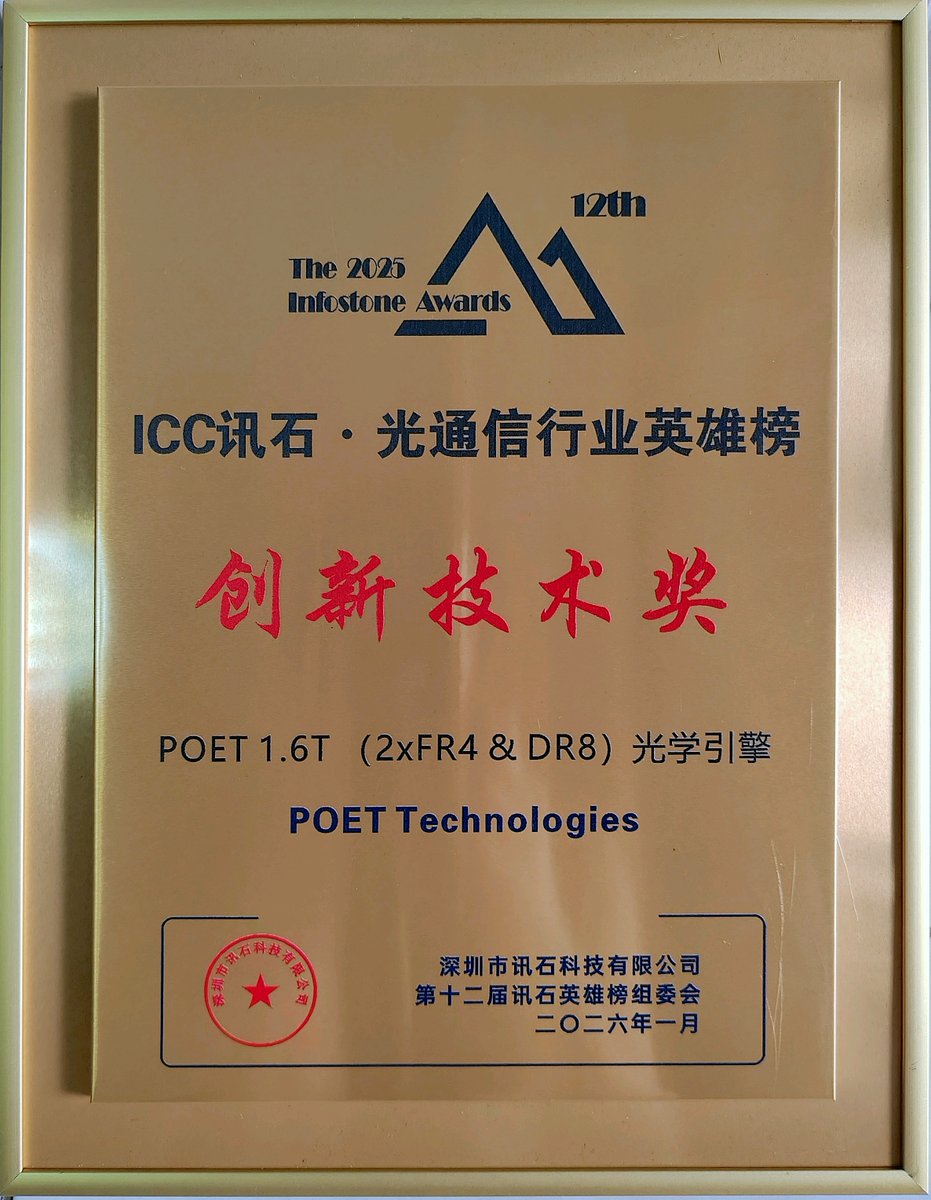 12th
The 2025
Infostone Awards
ICC讯石·光通信行业英雄榜
创新技术奖
POET 1.6T （2xFR4 & DR8）光学引擎
POET Technologies
深圳市讯石科技有限公司
深圳市讯石科技有限公司
第十二届讯石英雄榜组委会
二〇二六年一月